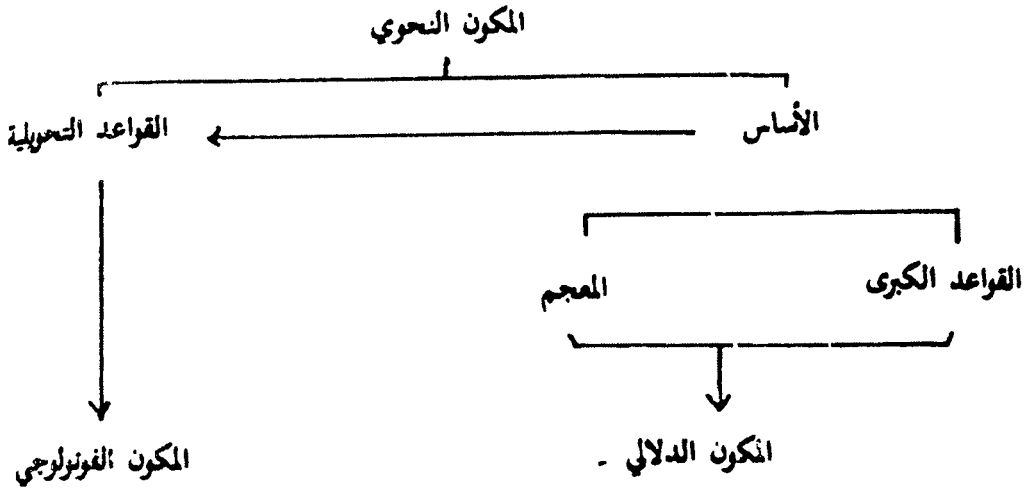 المكون النحوي
الأساس
القواعد التحويلية
القواعد الكبرى
المعجم
المكون الدلالي -
المكون الفونولوجي